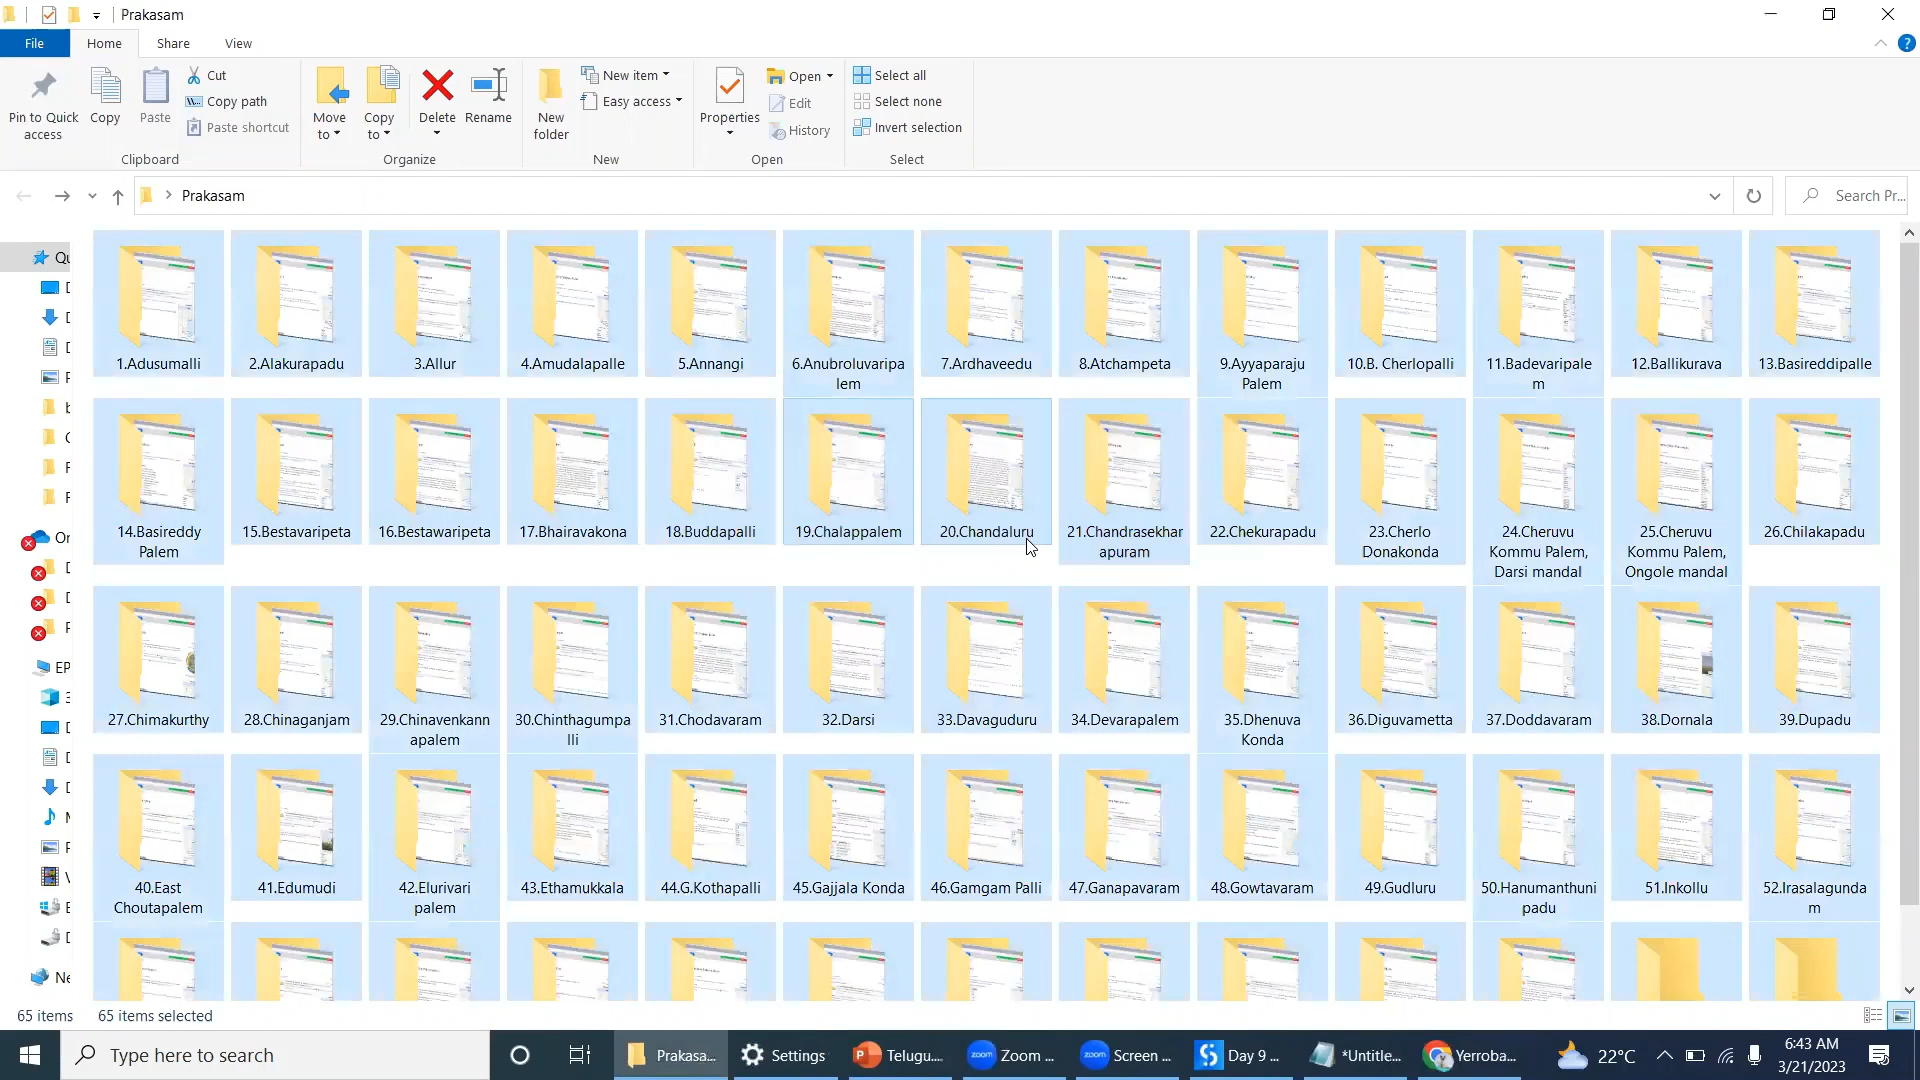 Prakasam
File
Home
Share
View
Pin to Quick access
Copy
Paste
Cut
Copy path
Paste shortcut
Clipboard
Move to
Copy to
Delete
Rename
Organize
New folder
New item
Easy access
New
Properties
Open
Edit
History
Open
Select all
Select none
Invert selection
Select
Prakasam
Search Pr...
1.Adusumalli
2.Alakurapadu
3.Allur
4.Amudalapalle
5.Annangi
6.Anubroluvaripa
lem
7.Ardhaveedu
8.Atchampeta
9.Ayyaparaju
Palem
10.B. Cherlopalli
11.Badevaripale
m
12.Ballikurava
13.Basireddipalle
14.Basireddy
Palem
15.Bestavaripeta
16.Bestawaripeta
17.Bhairavakona
18.Buddapalli
19.Chalappalem
20.Chandaluru
21.Chandrasekhar
apuram
22.Chekurapadu
23.Cherlo
Donakonda
24.Cheruvu
Kommu Palem,
Darsi mandal
25.Cheruvu
Kommu Palem,
Ongole mandal
26.Chilakapadu
27.Chimakurthy
28.Chinaganjam
29.Chinavenkann
apalem
30.Chinthagumpa
lli
31.Chodavaram
32.Darsi
33.Davaguduru
34.Devarapalem
35.Dhenuva
Konda
36.Diguvametta
37.Doddavaram
38.Dornala
39.Dupadu
40.East
Choutapalem
41.Edumudi
42.Elurivari
palem
43.Ethamukkala
44.G.Kothapalli
45.Gajjala Konda
46.Gamgam Palli
47.Ganapavaram
48.Gowtavaram
49.Gudluru
50.Hanumanthuni
padu
51.Inkollu
52.Irasalagunda
m
65 items
65 items selected
Type here to search
Prakasa...
Settings
Telugu...
zoom
Zoom ...
zoom
Screen ...
Day 9 ...
*Untitle...
Yerroba...
22°C
6:43 AM
3/21/2023